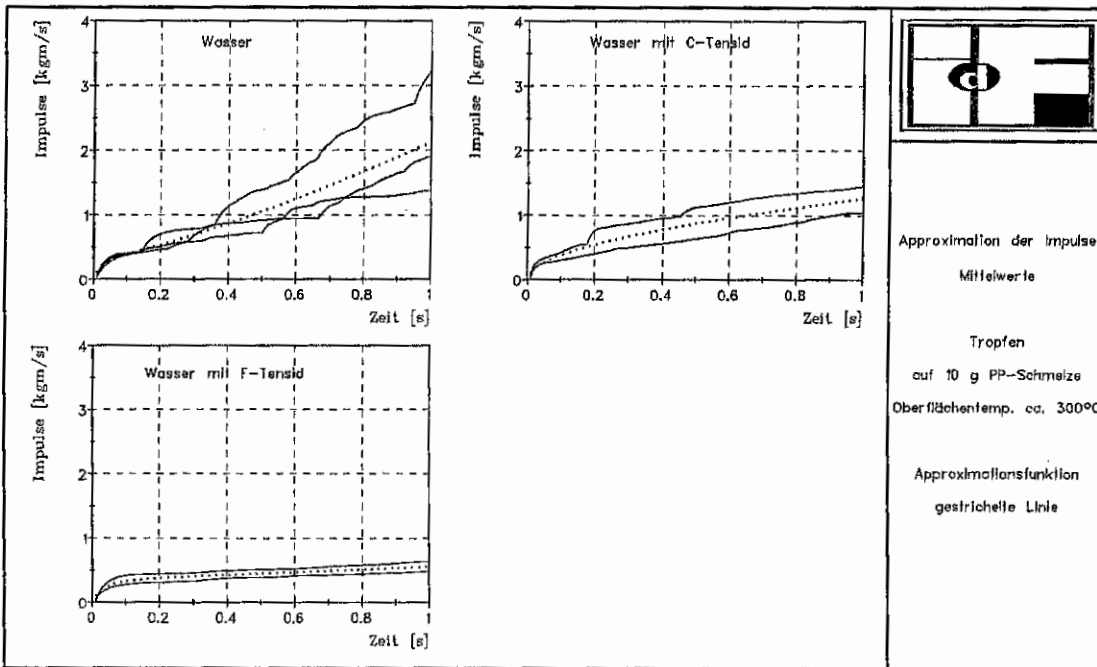 Wasser
Impulse [kgm/s]
4
3
2
1
0
0 0.2 0.4 0.6 0.8 1
Zeit [s]
Wasser mit C-Tensid
Impulse [kgm/s]
4
3
2
1
0
0 0.2 0.4 0.6 0.8 1
Zeit [s]
Wasser mit F-Tensid
Impulse [kgm/s]
4
3
2
1
0
0 0.2 0.4 0.6 0.8 1
Zeit [s]
d
Approximation der Impulse
Mittelwerte
Tropfen
auf 10 g PP-Schmelze
Oberflächentemp. ca. 300°C
Approximationsfunktion
gestrichelte Linie